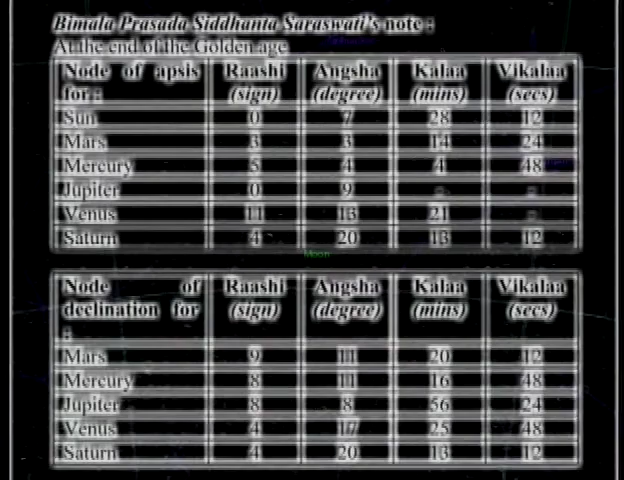 Bimala Prasada Siddhanta Saraswati's note :
At the end of the Golden age
Node of apsis for : Raashi (sign) Angsha (degree) Kalaa (mins) Vikalaa (secs)
Sun 0 7 28 12
Mars 3 3 14 24
Mercury 5 4 4 48
Jupiter 0 9 - -
Venus 11 13 21 -
Saturn 4 20 13 12
Moon
Node of declination for : Raashi (sign) Angsha (degree) Kalaa (mins) Vikalaa (secs)
Mars 9 11 20 12
Mercury 8 11 16 48
Jupiter 8 8 56 24
Venus 4 17 25 48
Saturn 4 20 13 12